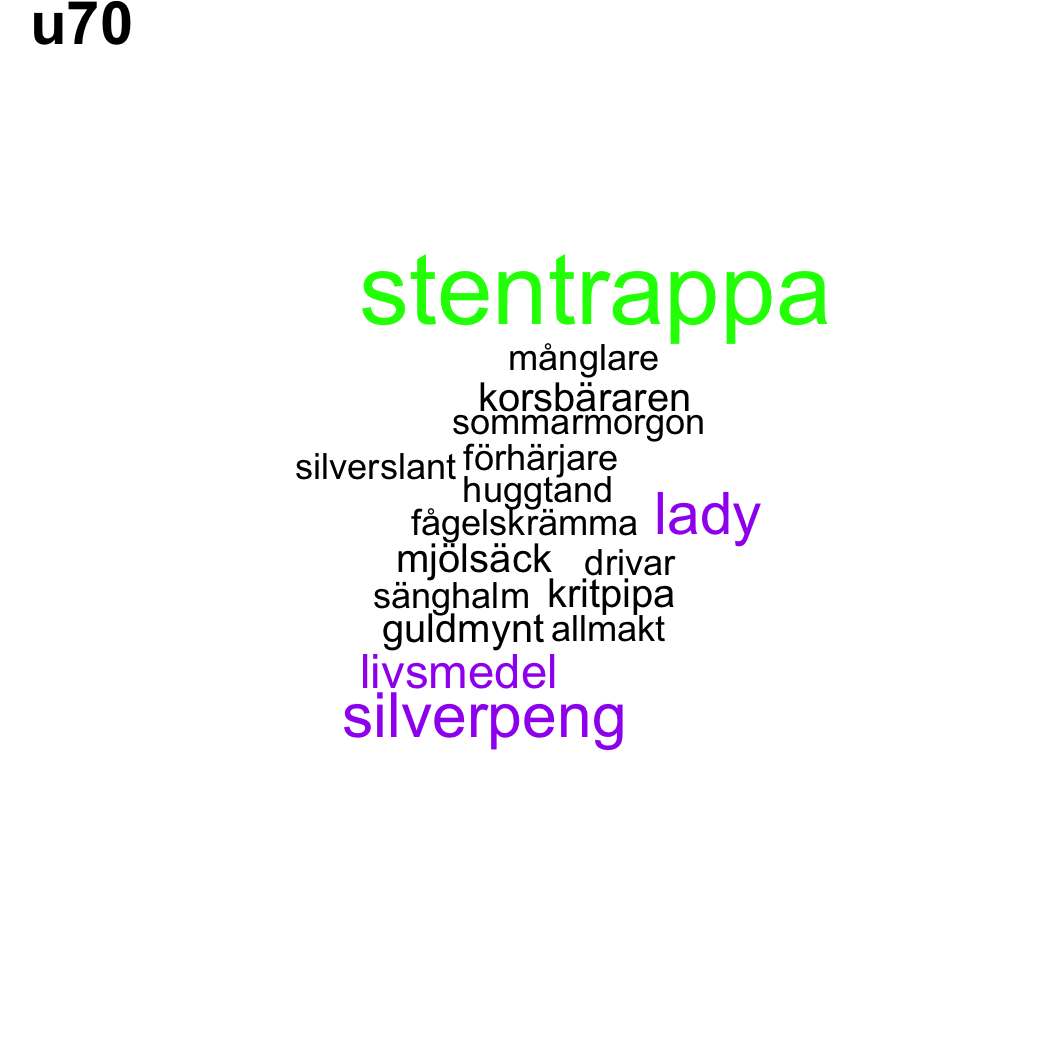 u70
stentrappa
månglare
korsbäraren
sommarmorgon
silverslant förhärjare
huggtand
fågelskrämma lady
mjölsäck drivar
sänghalm kritpipa
guldmynt allmakt
livsmedel
silverpeng